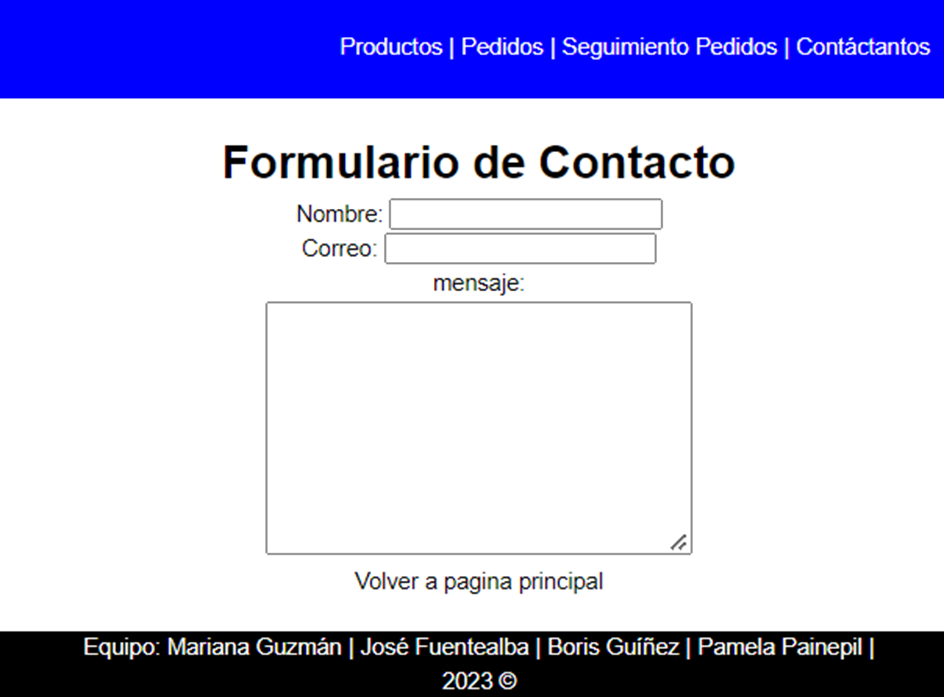 Productos | Pedidos | Seguimiento Pedidos | Contáctantos
Formulario de Contacto
Nombre:
Correo:
mensaje:
Volver a pagina principal
Equipo: Mariana Guzmán | José Fuentealba | Boris Guíñez | Pamela Painepil |
2023 ©